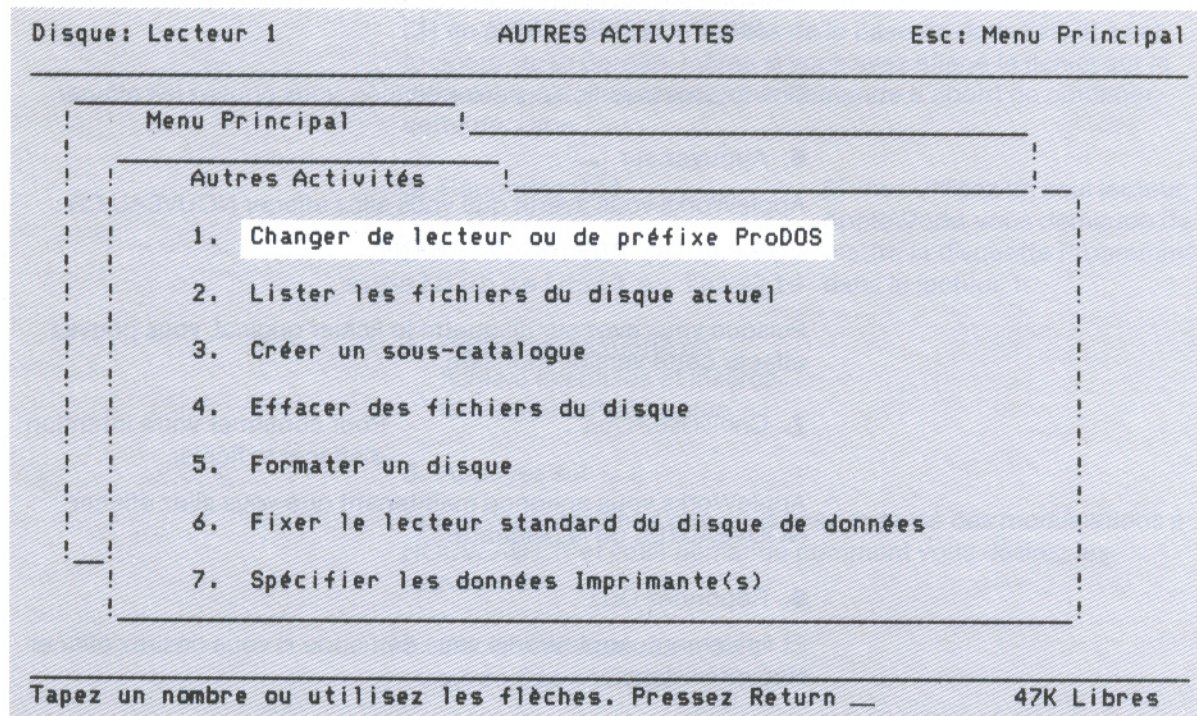 Disque: Lecteur 1 AUTRES ACTIVITES Esc: Menu Principal
Menu Principal
Autres Activités
1. Changer de lecteur ou de préfixe ProDOS
2. Lister les fichiers du disque actuel
3. Créer un sous-catalogue
4. Effacer des fichiers du disque
5. Formater un disque
6. Fixer le lecteur standard du disque de données
7. Spécifier les données Imprimante(s)
Tapez un nombre ou utilisez les flèches. Pressez Return __ 47K Libres